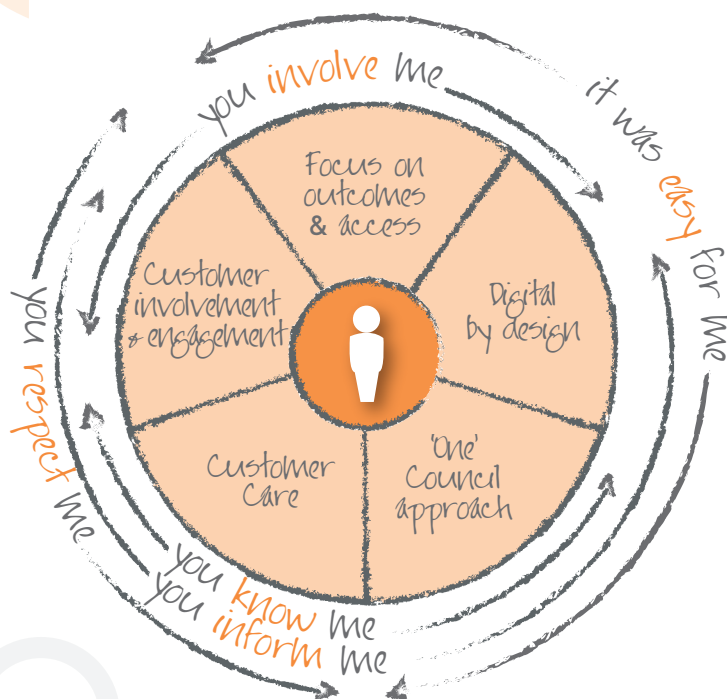 you involve me
it was easy for me
Focus on
outcomes
& access
Customer
involvement
& engagement
Digital
by design
you respect me
Customer
Care
'One'
Council
approach
you know me
you inform me